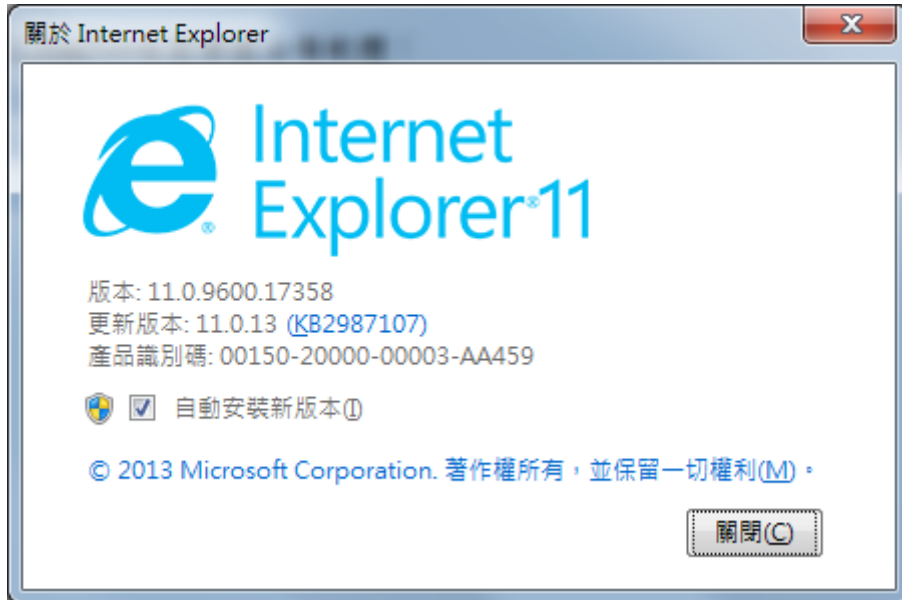 關於 Internet Explorer
Internet
Explorer®11
版本: 11.0.9600.17358
更新版本: 11.0.13 (KB2987107)
產品識別碼: 00150-20000-00003-AA459
自動安裝新版本(I)
© 2013 Microsoft Corporation. 著作權所有，並保留一切權利(M)。
關閉(C)